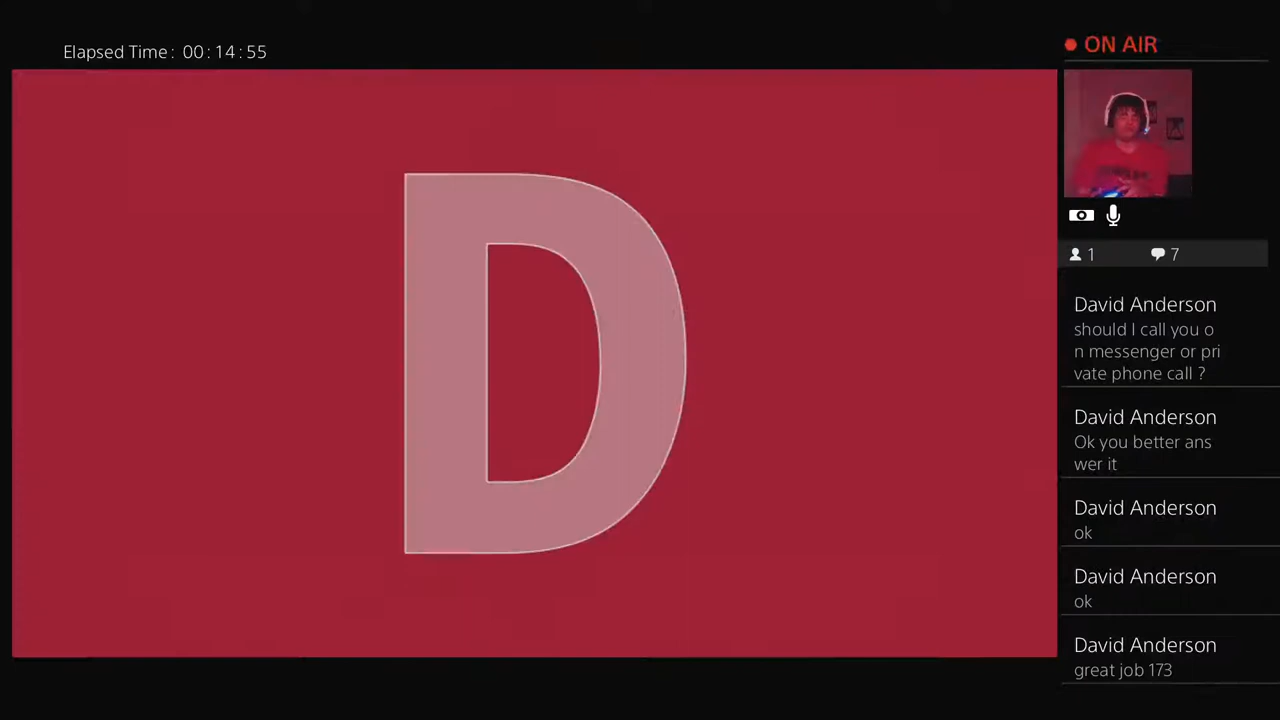 Elapsed Time: 00:14:55
ON AIR
D
1
7
David Anderson
should I call you o
n messenger or pri
vate phone call ?
David Anderson
Ok you better ans
wer it
David Anderson
ok
David Anderson
ok
David Anderson
great job 173